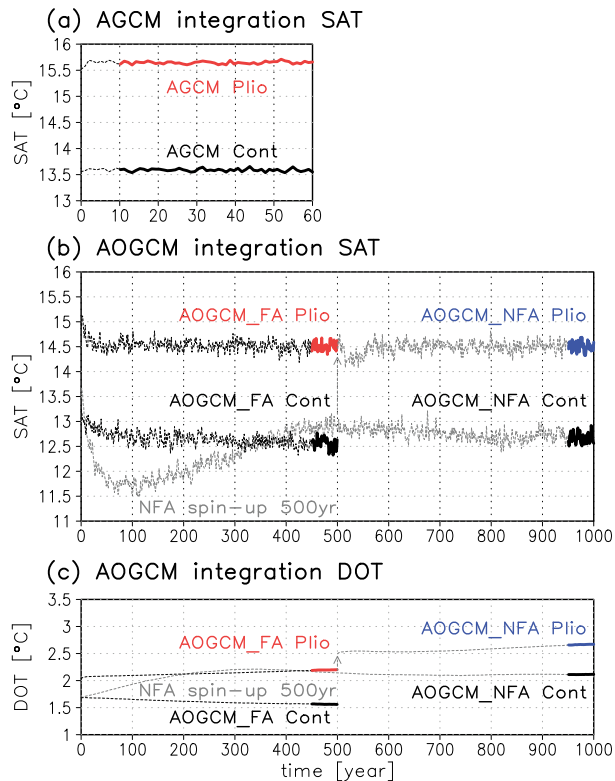 (a) AGCM integration SAT
SAT [°C]
16
15.5
15
14.5
14
13.5
13
AGCM Plio
AGCM Cont
0 10 20 30 40 50 60
(b) AOGCM integration SAT
SAT [°C]
16
15.5
15
14.5
14
13.5
13
12.5
12
11.5
11
AOGCM_FA Plio
AOGCM_NFA Plio
AOGCM_FA Cont
AOGCM_NFA Cont
NFA spin-up 500yr
0 100 200 300 400 500 600 700 800 900 1000
(c) AOGCM integration DOT
DOT [°C]
3.5
3
2.5
2
1.5
1
AOGCM_FA Plio
AOGCM_NFA Plio
NFA spin-up 500yr
AOGCM_FA Cont
AOGCM_NFA Cont
0 100 200 300 400 500 600 700 800 900 1000
time [year]